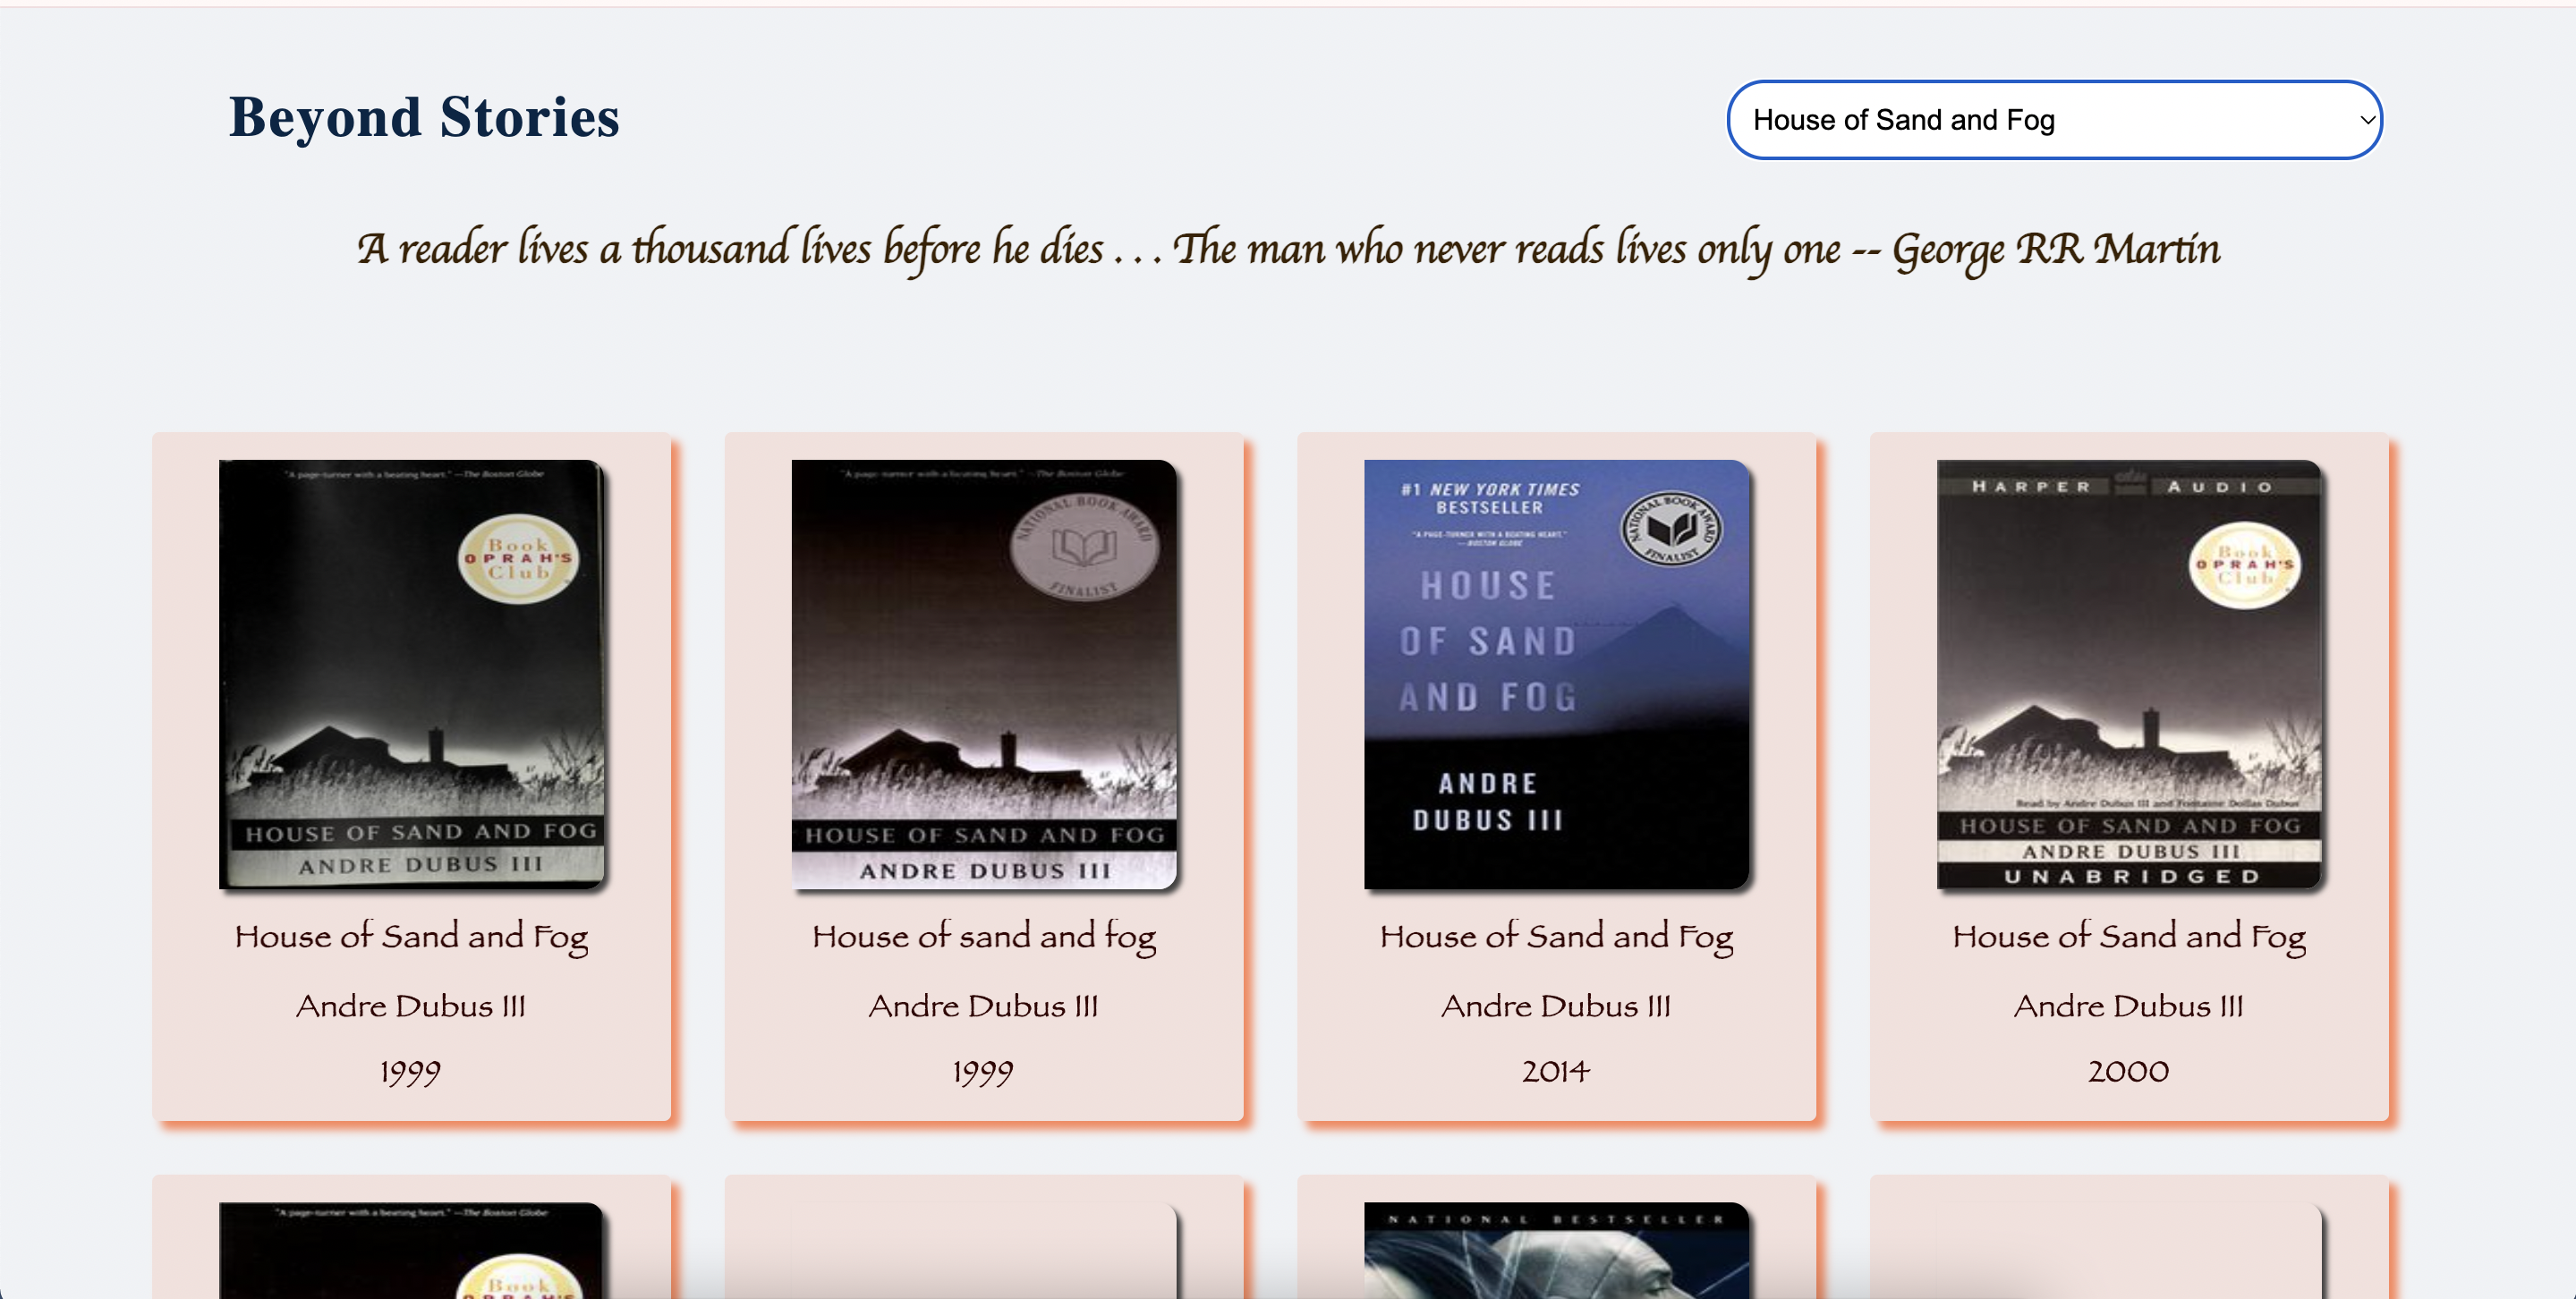 Beyond Stories
House of Sand and Fog
A reader lives a thousand lives before he dies . . . The man who never reads lives only one -- George RR Martin
"A page-turner with a beating heart." —The Boston Globe
Book
OPRAH'S
Club
HOUSE OF SAND AND FOG
ANDRE DUBUS III
House of Sand and Fog
Andre Dubus III
1999
"A page-turner with a beating heart." —The Boston Globe
NATIONAL BOOK AWARD
FINALIST
HOUSE OF SAND AND FOG
ANDRE DUBUS III
House of sand and fog
Andre Dubus III
1999
#1 NEW YORK TIMES
BESTSELLER
"A PAGE-TURNER WITH A BEATING HEART."
—BOSTON GLOBE
NATIONAL BOOK AWARD
FINALIST
HOUSE
OF SAND
AND FOG
ANDRE
DUBUS III
House of Sand and Fog
Andre Dubus III
2014
HARPER AUDIO
Book
OPRAH'S
Club
Read by Andre Dubus III and Fontaine Dollas Dubus
HOUSE OF SAND AND FOG
ANDRE DUBUS III
UNABRIDGED
House of Sand and Fog
Andre Dubus III
2000
"A page-turner with a beating heart." —The Boston Globe
Book
OPRAH'S
NATIONAL BESTSELLER